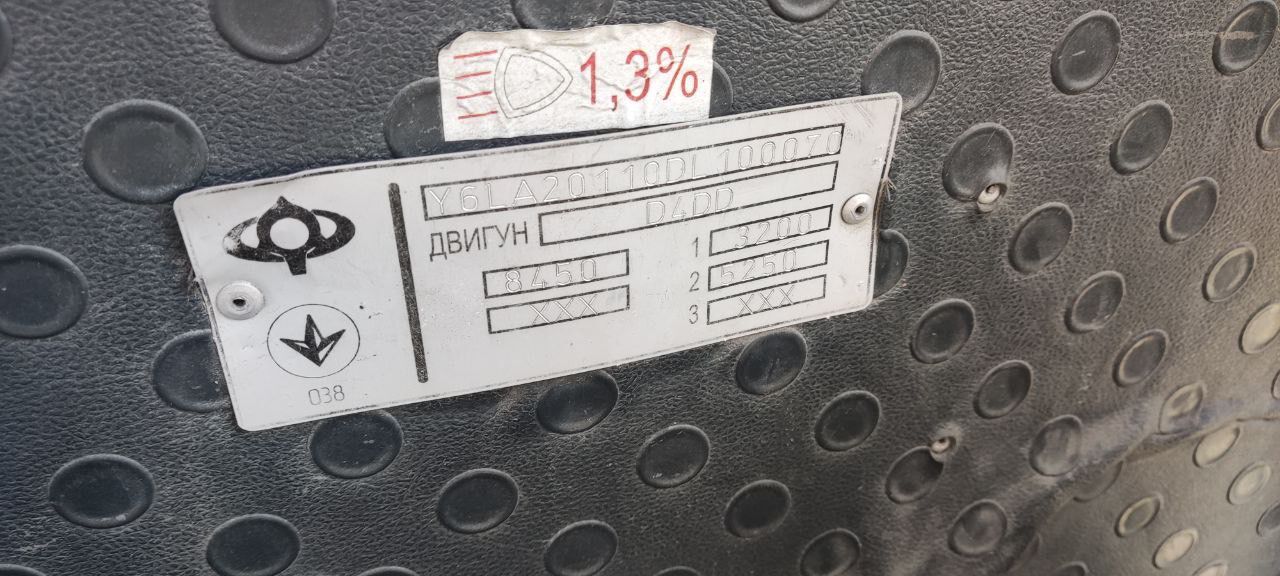 1,3%
Y6LA20110DL100070
ДВИГУН D4DD
1 3200
8450 2 5250
XXX 3 XXX
038